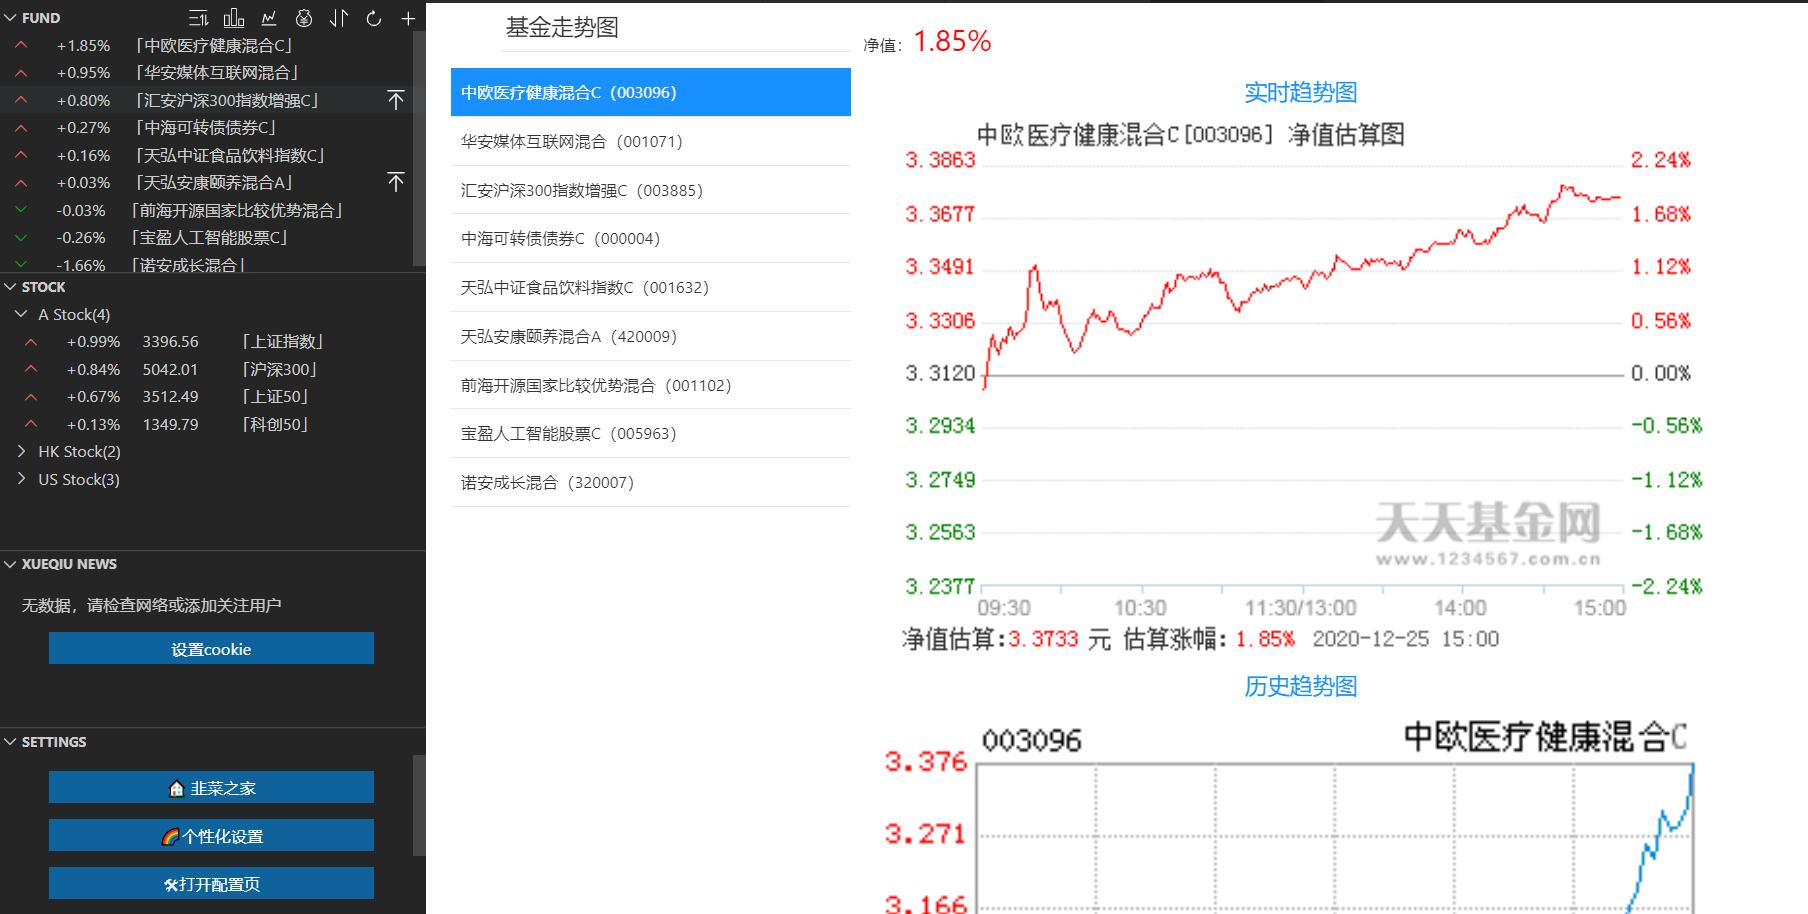 FUND
+1.85% 「中欧医疗健康混合C」
+0.95% 「华安媒体互联网混合」
+0.80% 「汇安沪深300指数增强C」
+0.27% 「中海可转债债券C」
+0.16% 「天弘中证食品饮料指数C」
+0.03% 「天弘安康颐养混合A」
-0.03% 「前海开源国家比较优势混合」
-0.26% 「宝盈人工智能股票C」
-1.66% 「诺安成长混合」
STOCK
A Stock(4)
+0.99% 3396.56 「上证指数」
+0.84% 5042.01 「沪深300」
+0.67% 3512.49 「上证50」
+0.13% 1349.79 「科创50」
HK Stock(2)
US Stock(3)
XUEQIU NEWS
无数据，请检查网络或添加关注用户
设置cookie
SETTINGS
韭菜之家
个性化设置
打开配置页
基金走势图
中欧医疗健康混合C（003096）
华安媒体互联网混合（001071）
汇安沪深300指数增强C（003885）
中海可转债债券C（000004）
天弘中证食品饮料指数C（001632）
天弘安康颐养混合A（420009）
前海开源国家比较优势混合（001102）
宝盈人工智能股票C（005963）
诺安成长混合（320007）
净值：1.85%
实时趋势图
中欧医疗健康混合C[003096] 净值估算图
3.3863 2.24%
3.3677 1.68%
3.3491 1.12%
3.3306 0.56%
3.3120 0.00%
3.2934 -0.56%
3.2749 -1.12%
3.2563 -1.68%
3.2377 -2.24%
天天基金网
www.1234567.com.cn
09:30 10:30 11:30/13:00 14:00 15:00
净值估算:3.3733 元 估算涨幅:1.85% 2020-12-25 15:00
历史趋势图
003096 中欧医疗健康混合C
3.376
3.271
3.166